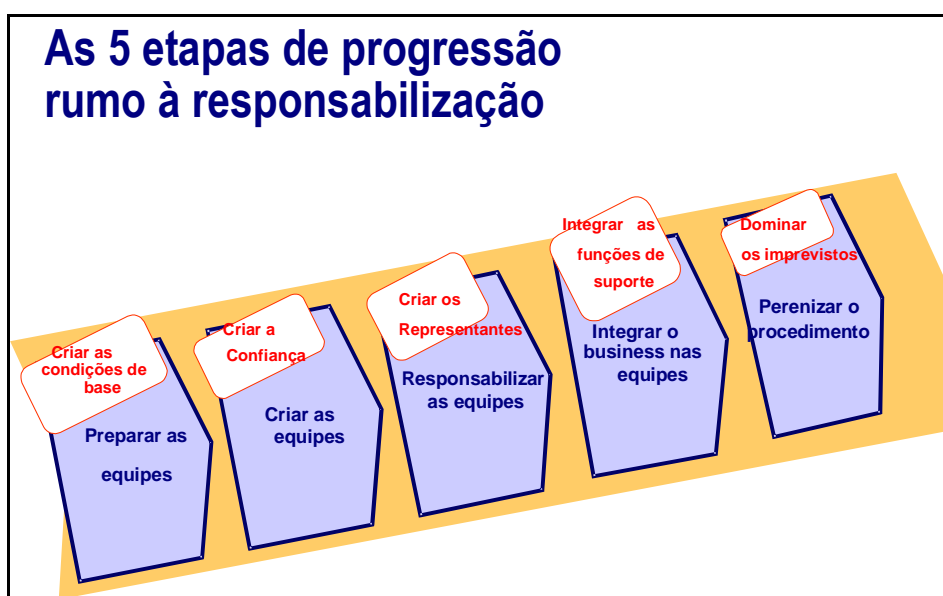 As 5 etapas de progressão
rumo à responsabilização
Criar as
condições de
base
Preparar as
equipes
Criar a
Confiança
Criar as
equipes
Criar os
Representantes
Responsabilizar
as equipes
Integrar as
funções de
suporte
Integrar o
business nas
equipes
Dominar
os imprevistos
Perenizar o
procedimento